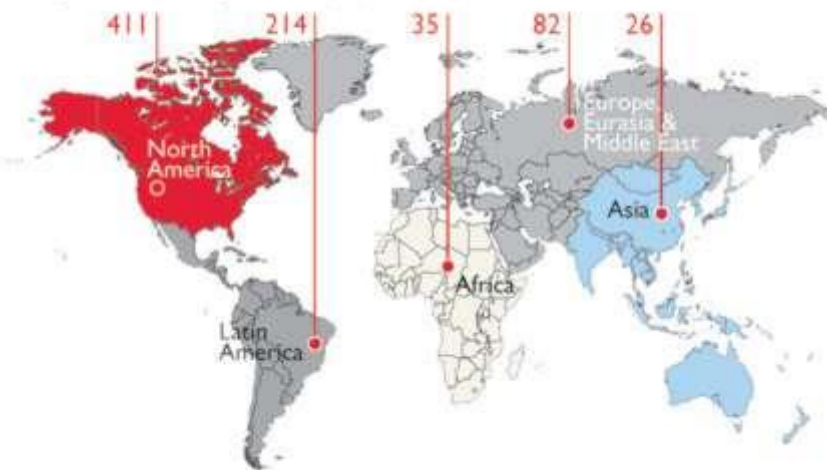 411 214 35 82 26
Europe,
Eurasia &
Middle East
North
America
Asia
Africa
Latin
America